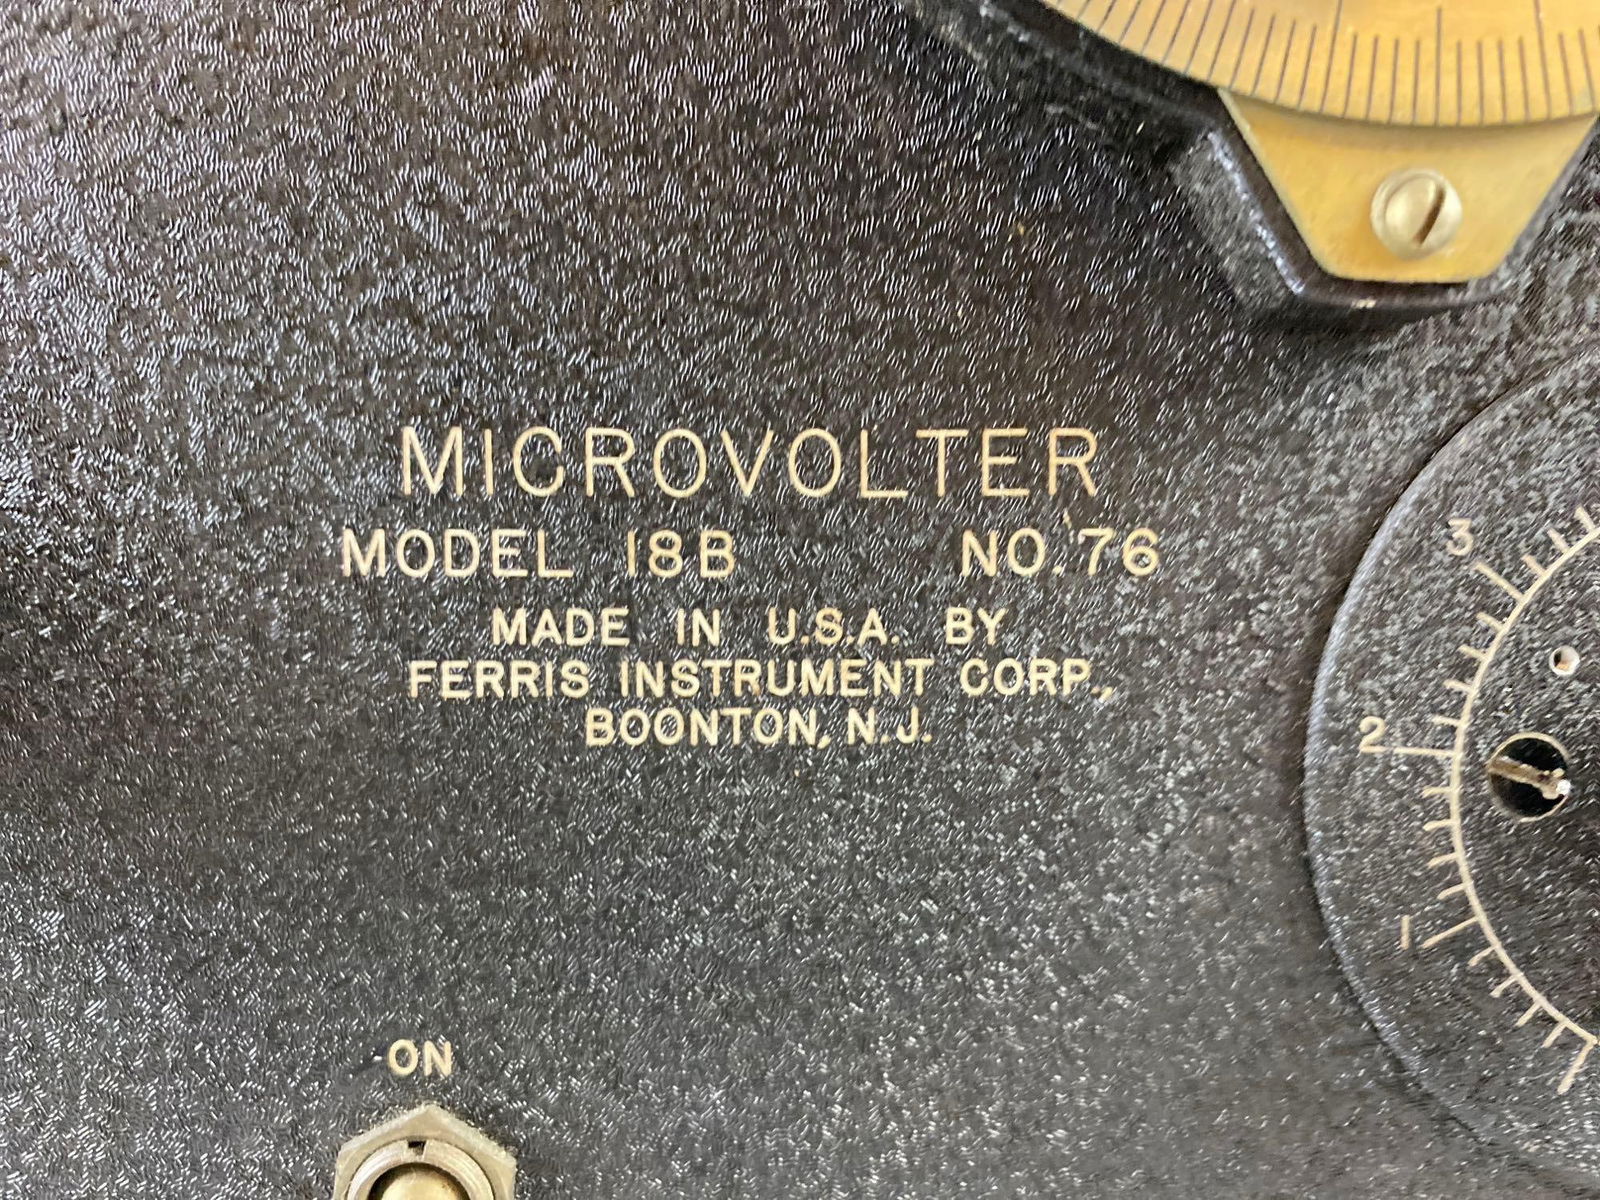 MICROVOLTER
MODEL 18B NO. 76
MADE IN U.S.A. BY
FERRIS INSTRUMENT CORP.,
BOONTON, N.J.
3
2
1
ON